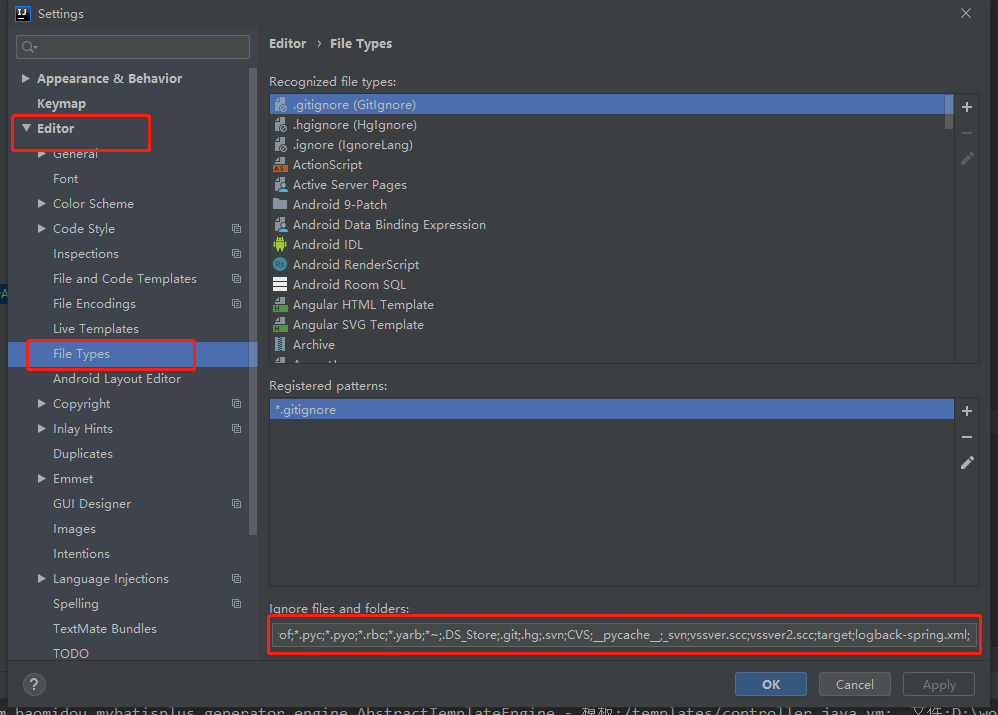 Settings
Appearance & Behavior
Keymap
Editor
General
Font
Color Scheme
Code Style
Inspections
File and Code Templates
File Encodings
Live Templates
File Types
Android Layout Editor
Copyright
Inlay Hints
Duplicates
Emmet
GUI Designer
Images
Intentions
Language Injections
Spelling
TextMate Bundles
TODO
Editor › File Types
Recognized file types:
.gitignore (GitIgnore)
.hgignore (HgIgnore)
.ignore (IgnoreLang)
ActionScript
Active Server Pages
Android 9-Patch
Android Data Binding Expression
Android IDL
Android RenderScript
Android Room SQL
Angular HTML Template
Angular SVG Template
Archive
Registered patterns:
*.gitignore
Ignore files and folders:
of;*.pyc;*.pyo;*.rbc;*.yarb;*~;.DS_Store;.git;.hg;.svn;CVS;__pycache__;_svn;vssver.scc;vssver2.scc;target;logback-spring.xml;
?
OK
Cancel
Apply
m.baomidou.mybatisplus.generator.engine.AbstractTemplateEngine - 模板:/templates/controller.java.vm; 文件:D:\wo